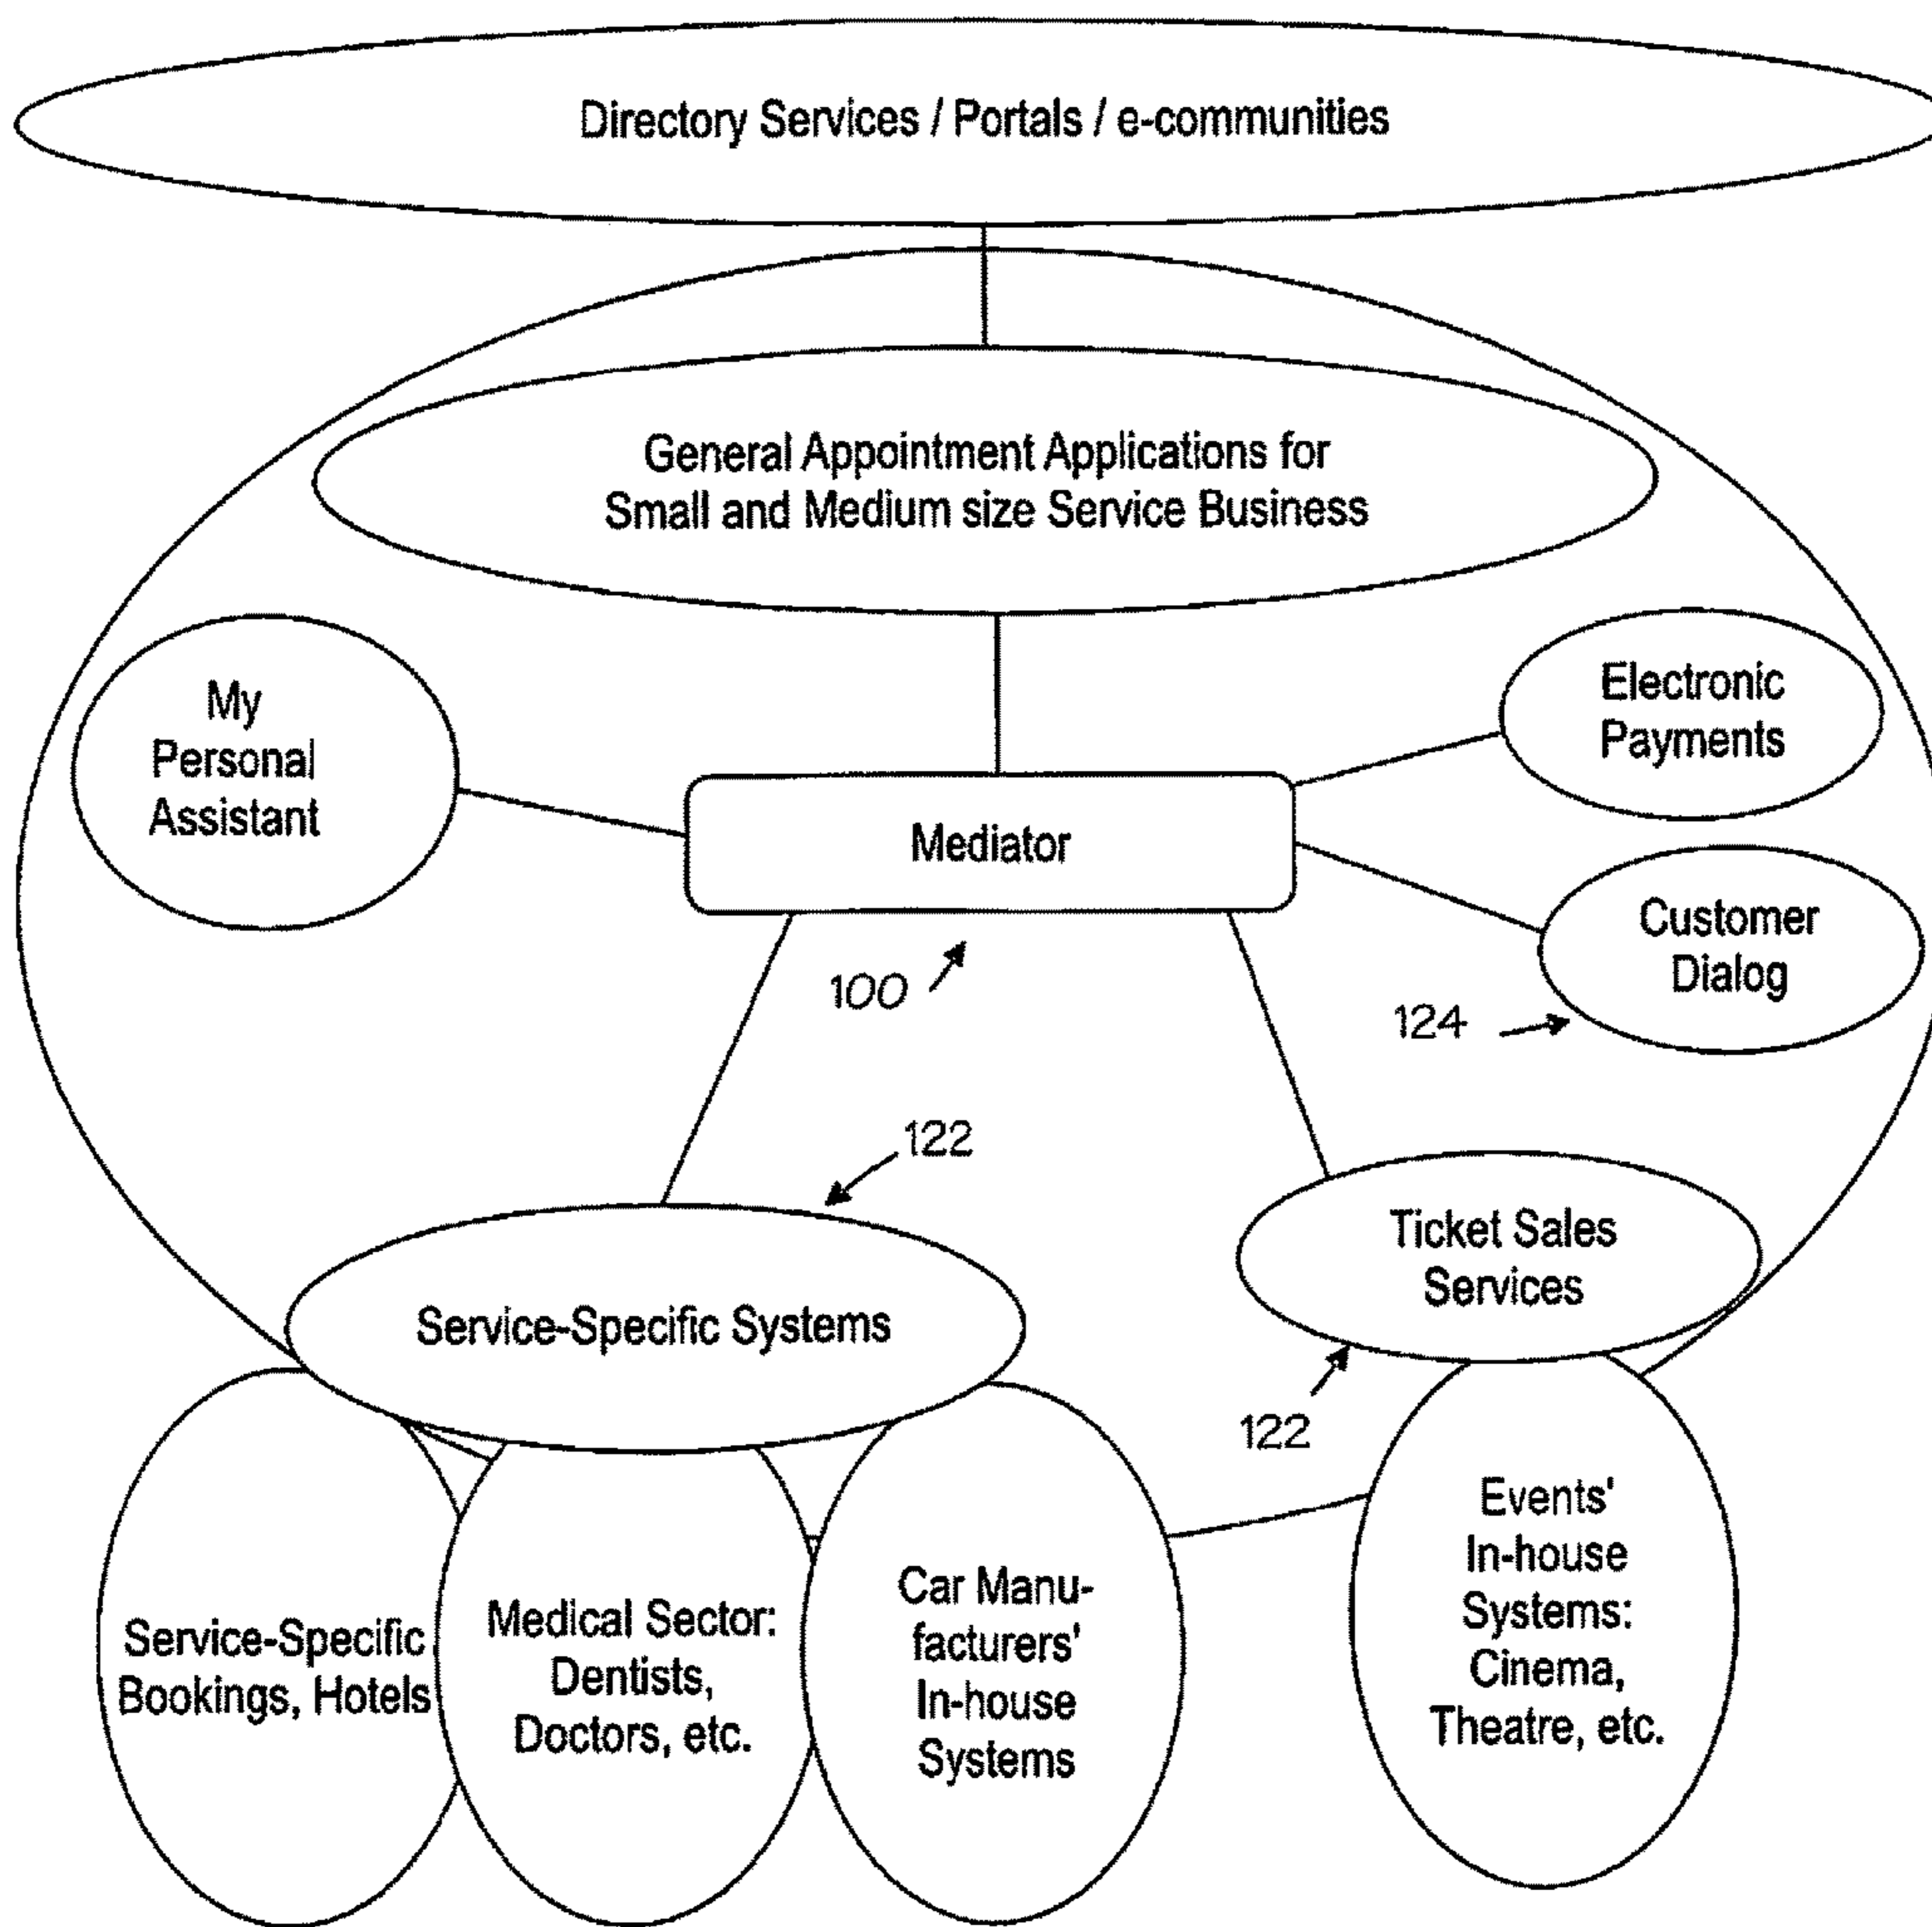 Directory Services / Portals / e-communities
General Appointment Applications for
Small and Medium size Service Business
My
Personal
Assistant
Electronic
Payments
Mediator
Customer
Dialog
100
124
122
Ticket Sales
Services
Service-Specific Systems
122
Service-Specific
Bookings, Hotels
Medical Sector:
Dentists,
Doctors, etc.
Car Manu-
facturers'
In-house
Systems
Events'
In-house
Systems:
Cinema,
Theatre, etc.